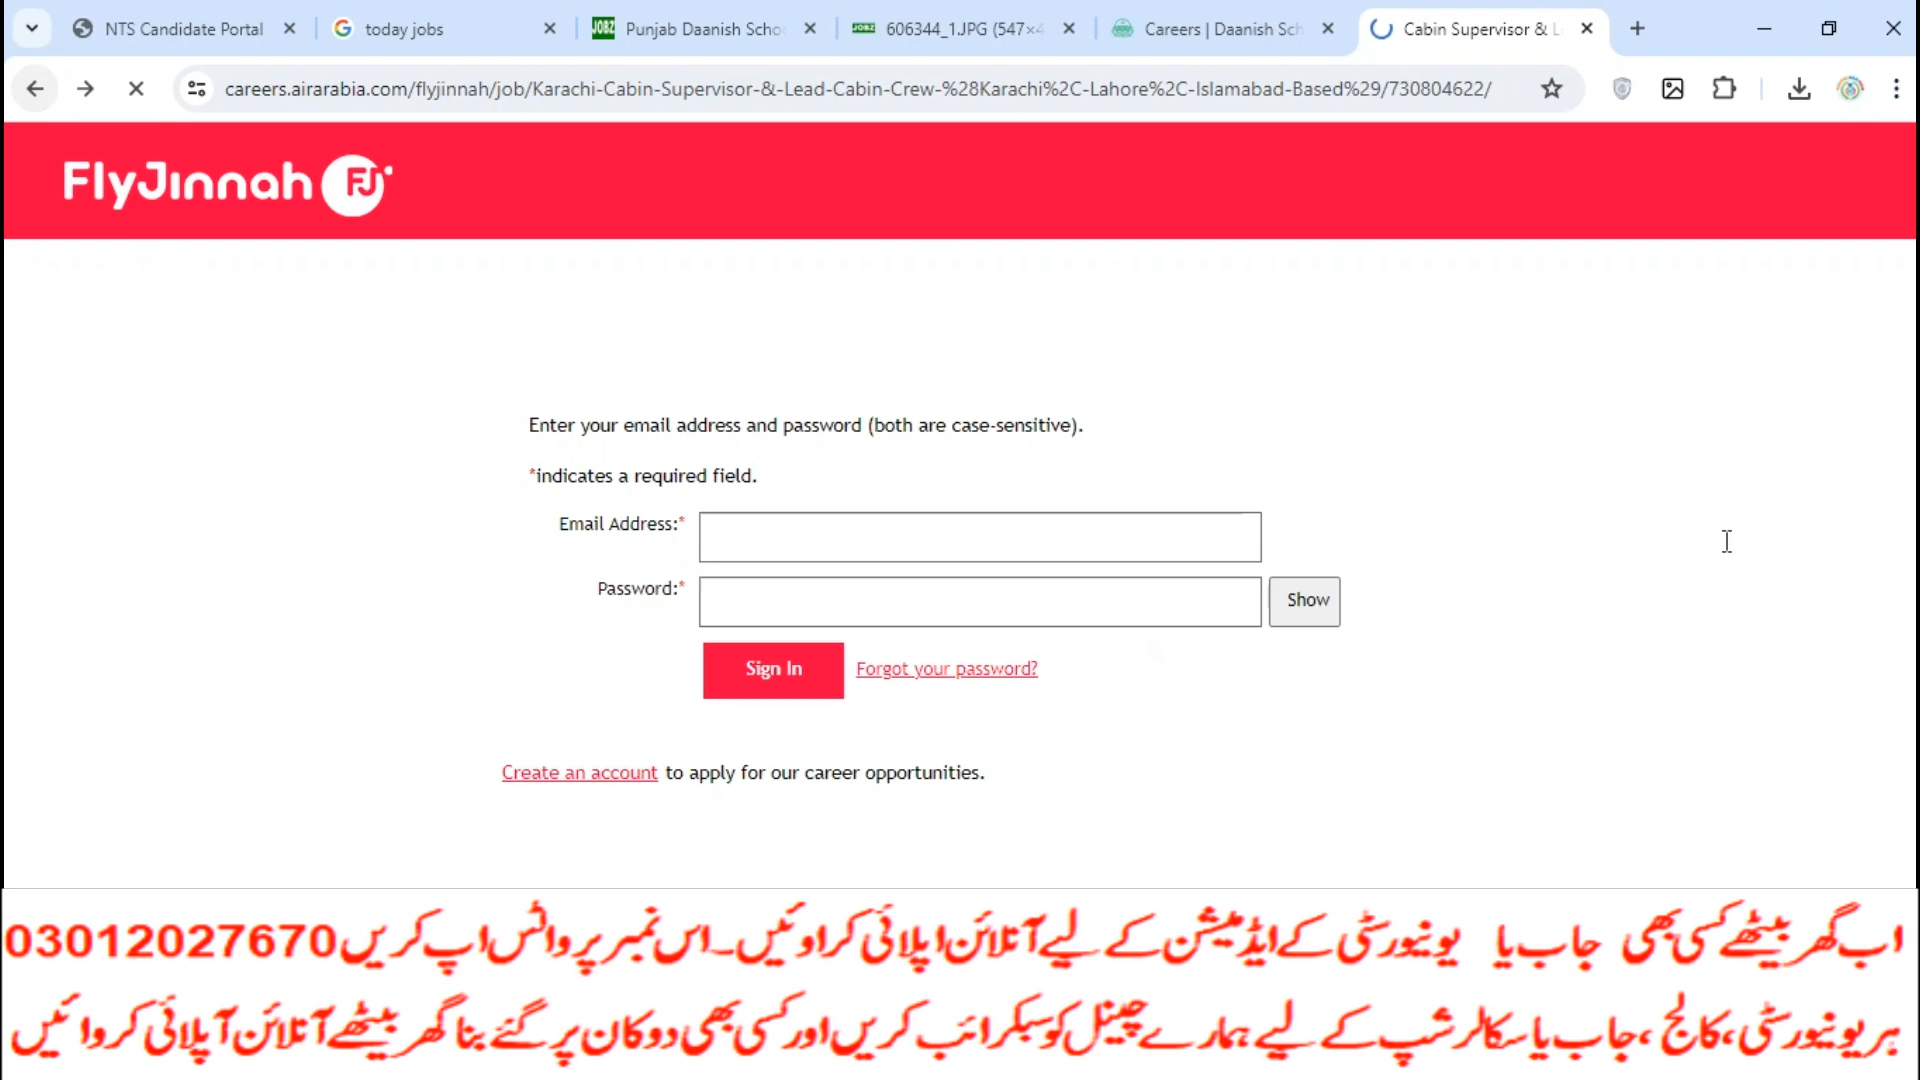 NTS Candidate Portal
today jobs
Punjab Daanish Scho
606344_1.JPG (547×4
Careers | Daanish Sch
Cabin Supervisor & L
careers.airarabia.com/flyjinnah/job/Karachi-Cabin-Supervisor-&-Lead-Cabin-Crew-%28Karachi%2C-Lahore%2C-Islamabad-Based%29/730804622/
FlyJinnah FJ
Enter your email address and password (both are case-sensitive).
*indicates a required field.
Email Address:*
Password:*
Show
Sign In
Forgot your password?
Create an account to apply for our career opportunities.
اب گھر بیٹھے کسی بھی جاب یا یونیورسٹی کے ایڈمیشن کے لیے آنلائن اپلائی کراوئیں۔اس نمبر پر واٹس اپ کریں 03012027670
ہر یونیورسٹی، کالج ،جاب یا سکالرشپ کے لیے ہمارے چینل کو سبکرائب کریں اور کسی بھی دوکان پر گئے بنا گھر بیٹھے آنلائن آپلائی کروائیں